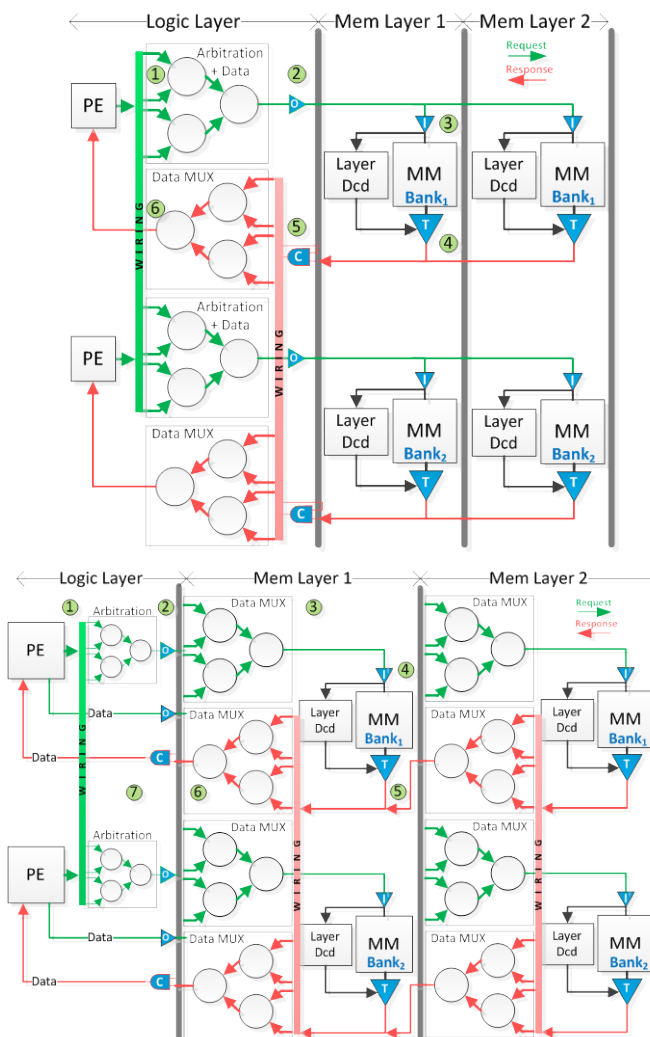 Logic Layer Mem Layer 1 Mem Layer 2
Arbitration
+ Data
Request
Response
1 2
PE
O
I I
3
Layer
Dcd
MM
Bank1
Layer
Dcd
MM
Bank1
Data MUX
T T
6 5 4
C
WIRING
Arbitration
+ Data
WIRING
PE
O
I I
Layer
Dcd
MM
Bank2
Layer
Dcd
MM
Bank2
Data MUX
T T
C
Logic Layer Mem Layer 1 Mem Layer 2
1 2 3
Arbitration
Data MUX Data MUX
Request
Response
PE
O
4
I I
Data
O
Data MUX Data MUX
Layer
Dcd
MM
Bank1
Layer
Dcd
MM
Bank1
Data
C
T T
WIRING
7 6 5
Arbitration
Data MUX Data MUX
WIRING WIRING
PE
O
I I
Data
O
Data MUX Data MUX
Layer
Dcd
MM
Bank2
Layer
Dcd
MM
Bank2
Data
C
T T